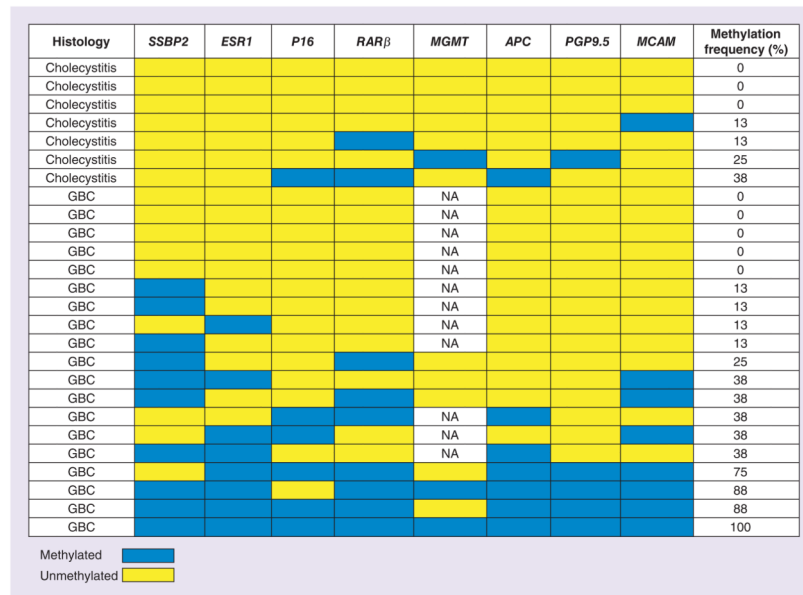 Histology SSBP2 ESR1 P16 RARβ MGMT APC PGP9.5 MCAM Methylation frequency (%)
Cholecystitis 0
Cholecystitis 0
Cholecystitis 0
Cholecystitis 13
Cholecystitis 13
Cholecystitis 25
Cholecystitis 38
GBC NA 0
GBC NA 0
GBC NA 0
GBC NA 0
GBC NA 0
GBC NA 13
GBC NA 13
GBC NA 13
GBC NA 13
GBC 25
GBC 38
GBC 38
GBC NA 38
GBC NA 38
GBC NA 38
GBC 75
GBC 88
GBC 88
GBC 100
Methylated
Unmethylated